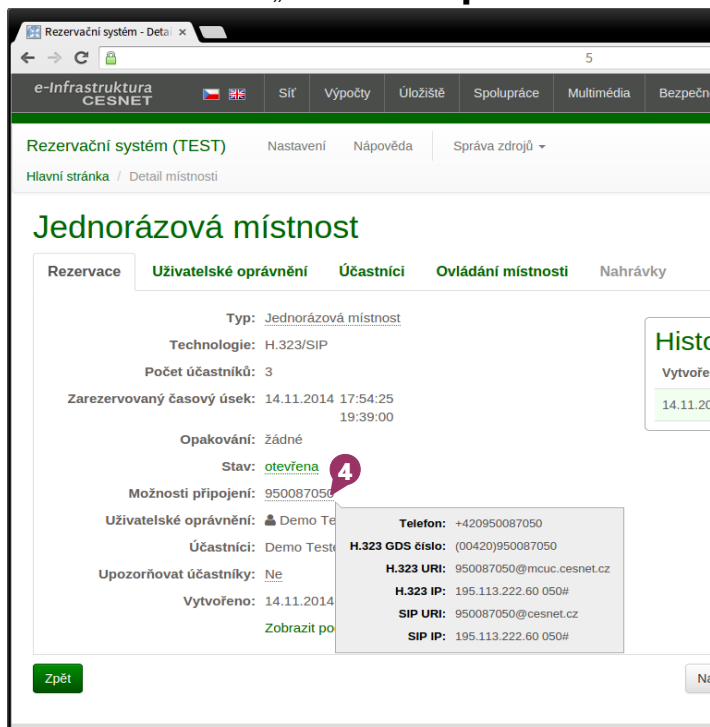 Rezervační systém - Detai ×
5
e-Infrastruktura
CESNET
Síť Výpočty Úložiště Spolupráce Multimédia Bezpečn
Rezervační systém (TEST) Nastavení Nápověda Správa zdrojů
Hlavní stránka / Detail místnosti
Jednorázová místnost
Rezervace Uživatelské oprávnění Účastníci Ovládání místnosti Nahrávky
Typ: Jednorázová místnost
Technologie: H.323/SIP
Počet účastníků: 3
Zarezervovaný časový úsek: 14.11.2014 17:54:25
19:39:00
Opakování: žádné
Stav: otevřena
4
Možnosti připojení: 950087050
Uživatelské oprávnění: Demo Te
Účastníci: Demo Teste
Upozorňovat účastníky: Ne
Vytvořeno: 14.11.2014
Zobrazit po
Telefon: +420950087050
H.323 GDS číslo: (00420)950087050
H.323 URI: 950087050@mcuc.cesnet.cz
H.323 IP: 195.113.222.60 050#
SIP URI: 950087050@cesnet.cz
SIP IP: 195.113.222.60 050#
Histo
Vytvoře
14.11.20
Zpět
Na